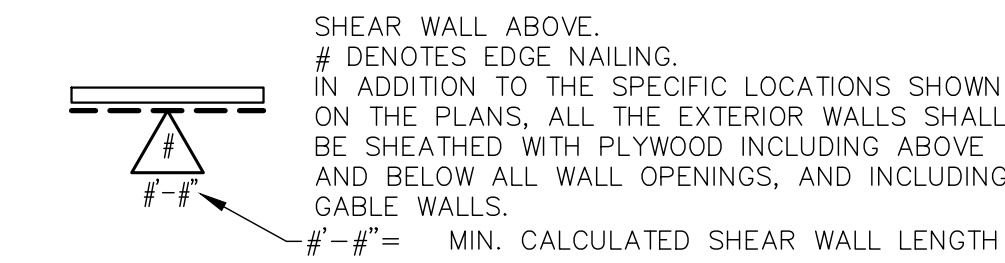 SHEAR WALL ABOVE.
# DENOTES EDGE NAILING.
IN ADDITION TO THE SPECIFIC LOCATIONS SHOWN
ON THE PLANS, ALL THE EXTERIOR WALLS SHALL
BE SHEATHED WITH PLYWOOD INCLUDING ABOVE
AND BELOW ALL WALL OPENINGS, AND INCLUDING
GABLE WALLS.
#
#'-#"
#'-#"= MIN. CALCULATED SHEAR WALL LENGTH